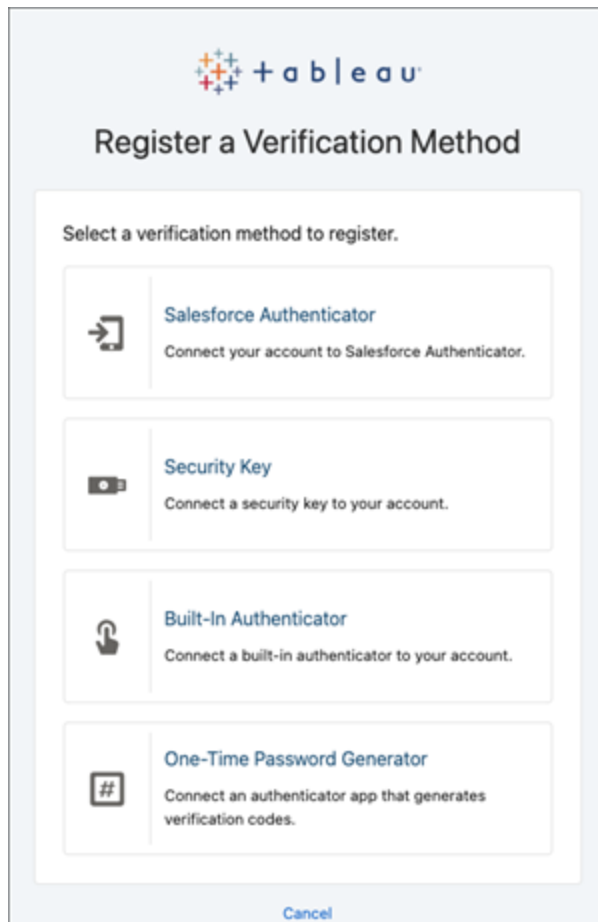 +ableau
Register a Verification Method
Select a verification method to register.
Salesforce Authenticator
Connect your account to Salesforce Authenticator.
Security Key
Connect a security key to your account.
Built-In Authenticator
Connect a built-in authenticator to your account.
#
One-Time Password Generator
Connect an authenticator app that generates
verification codes.
Cancel